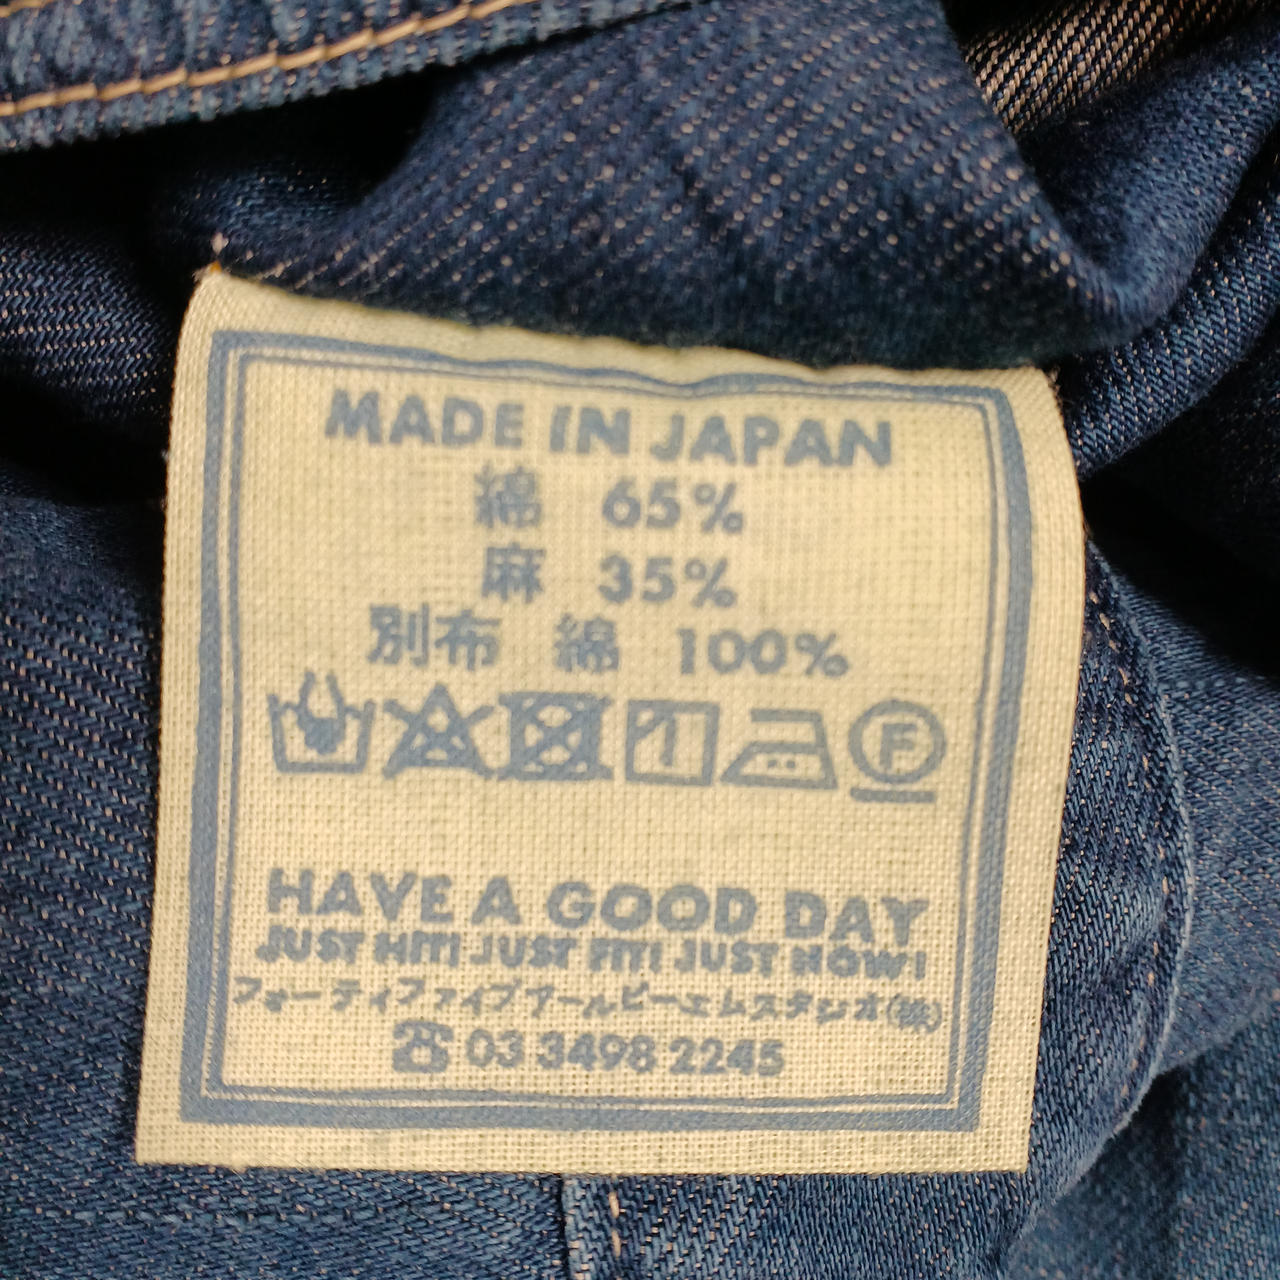 MADE IN JAPAN
綿 65%
麻 35%
別布 綿 100%
F
HAVE A GOOD DAY
JUST HIT! JUST FIT! JUST NOW!
フォーティファイブアールピーエムスタジオ(株)
☎03 3498 2245